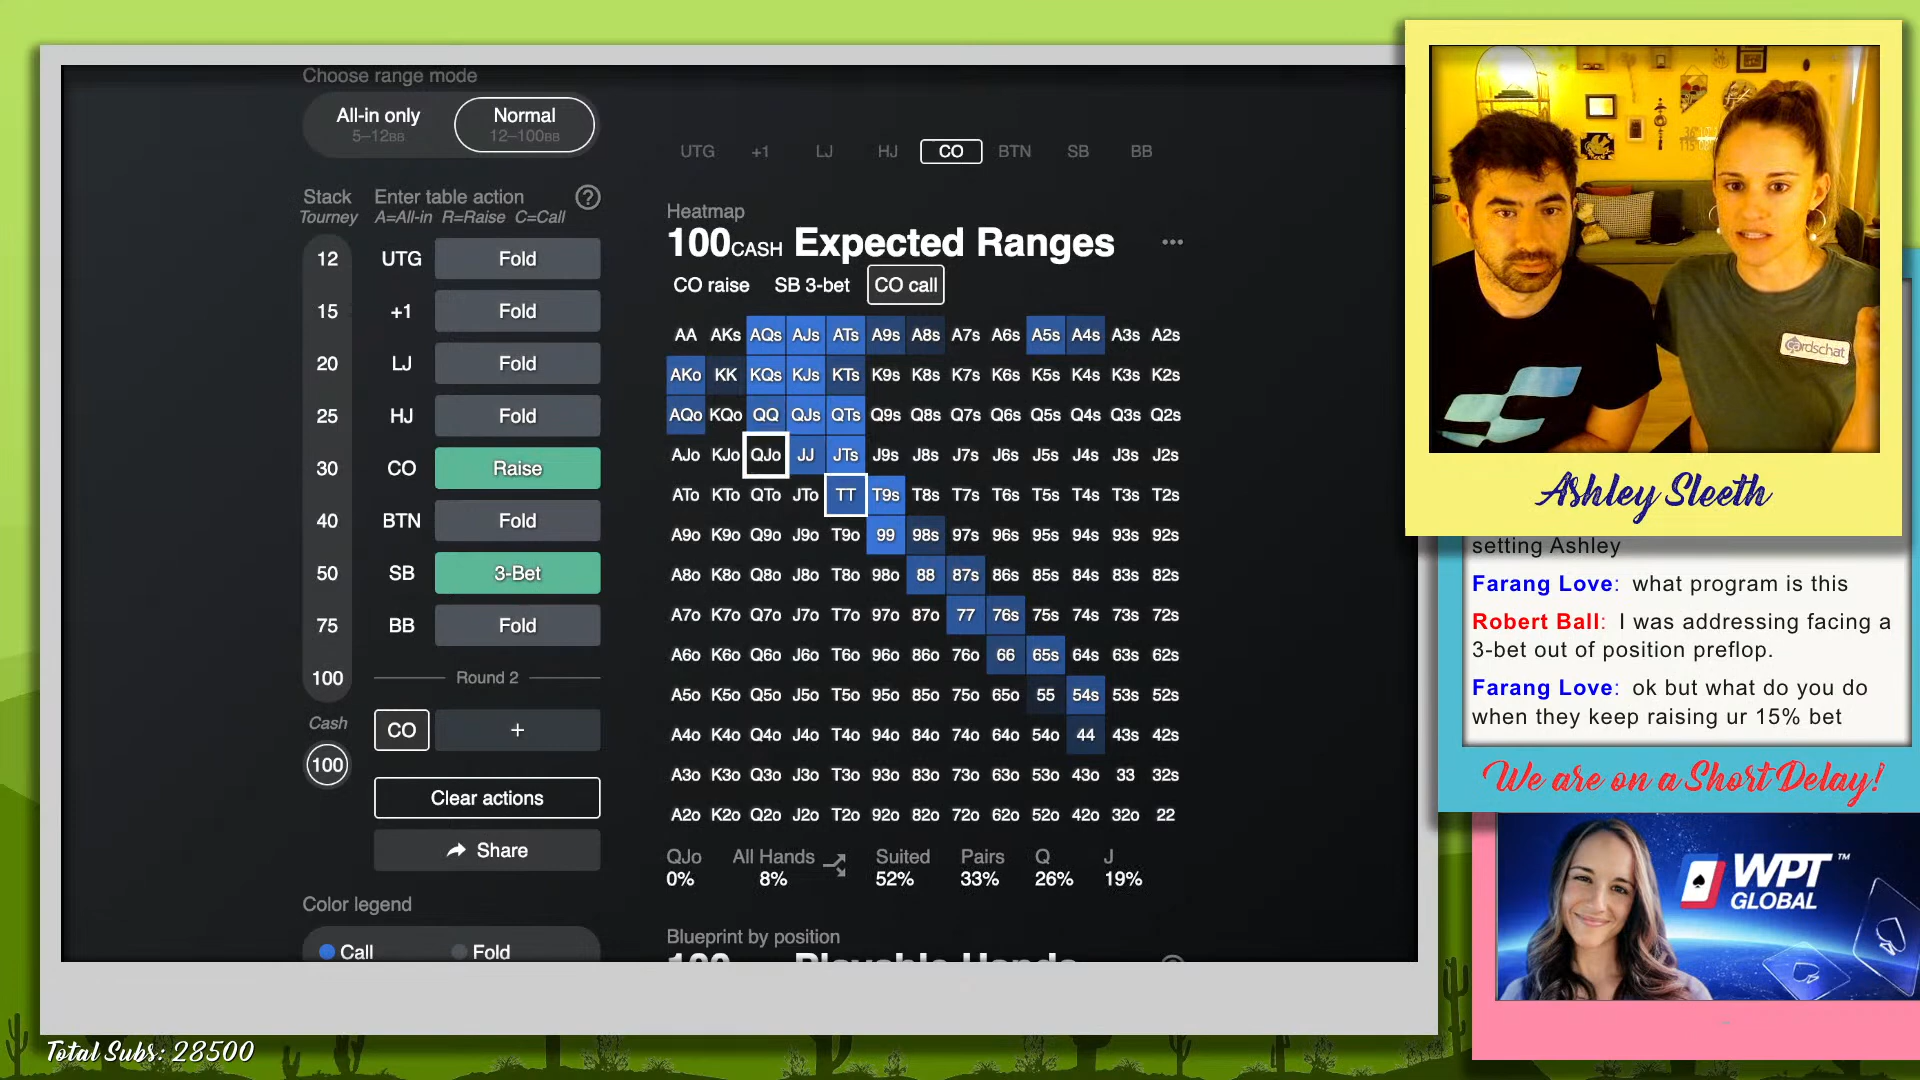 Choose range mode
All-in only
5–12BB
Normal
12–100BB
Stack
Tourney
Enter table action
A=All-in R=Raise C=Call
?
12 UTG Fold
15 +1 Fold
20 LJ Fold
25 HJ Fold
30 CO Raise
40 BTN Fold
50 SB 3-Bet
75 BB Fold
100 Round 2
Cash CO +
100
Clear actions
Share
Color legend
Call Fold
UTG +1 LJ HJ CO BTN SB BB
Heatmap
100CASH Expected Ranges
CO raise SB 3-bet CO call
AA AKs AQs AJs ATs A9s A8s A7s A6s A5s A4s A3s A2s
AKo KK KQs KJs KTs K9s K8s K7s K6s K5s K4s K3s K2s
AQo KQo QQ QJs QTs Q9s Q8s Q7s Q6s Q5s Q4s Q3s Q2s
AJo KJo QJo JJ JTs J9s J8s J7s J6s J5s J4s J3s J2s
ATo KTo QTo JTo TT T9s T8s T7s T6s T5s T4s T3s T2s
A9o K9o Q9o J9o T9o 99 98s 97s 96s 95s 94s 93s 92s
A8o K8o Q8o J8o T8o 98o 88 87s 86s 85s 84s 83s 82s
A7o K7o Q7o J7o T7o 97o 87o 77 76s 75s 74s 73s 72s
A6o K6o Q6o J6o T6o 96o 86o 76o 66 65s 64s 63s 62s
A5o K5o Q5o J5o T5o 95o 85o 75o 65o 55 54s 53s 52s
A4o K4o Q4o J4o T4o 94o 84o 74o 64o 54o 44 43s 42s
A3o K3o Q3o J3o T3o 93o 83o 73o 63o 53o 43o 33 32s
A2o K2o Q2o J2o T2o 92o 82o 72o 62o 52o 42o 32o 22
QJo All Hands Suited Pairs Q J
0% 8% 52% 33% 26% 19%
Blueprint by position
cardschat
Ashley Sleeth
setting Ashley
Farang Love: what program is this
Robert Ball: I was addressing facing a
3-bet out of position preflop.
Farang Love: ok but what do you do
when they keep raising ur 15% bet
We are on a Short Delay!
WPT™
GLOBAL
Total Subs: 28500